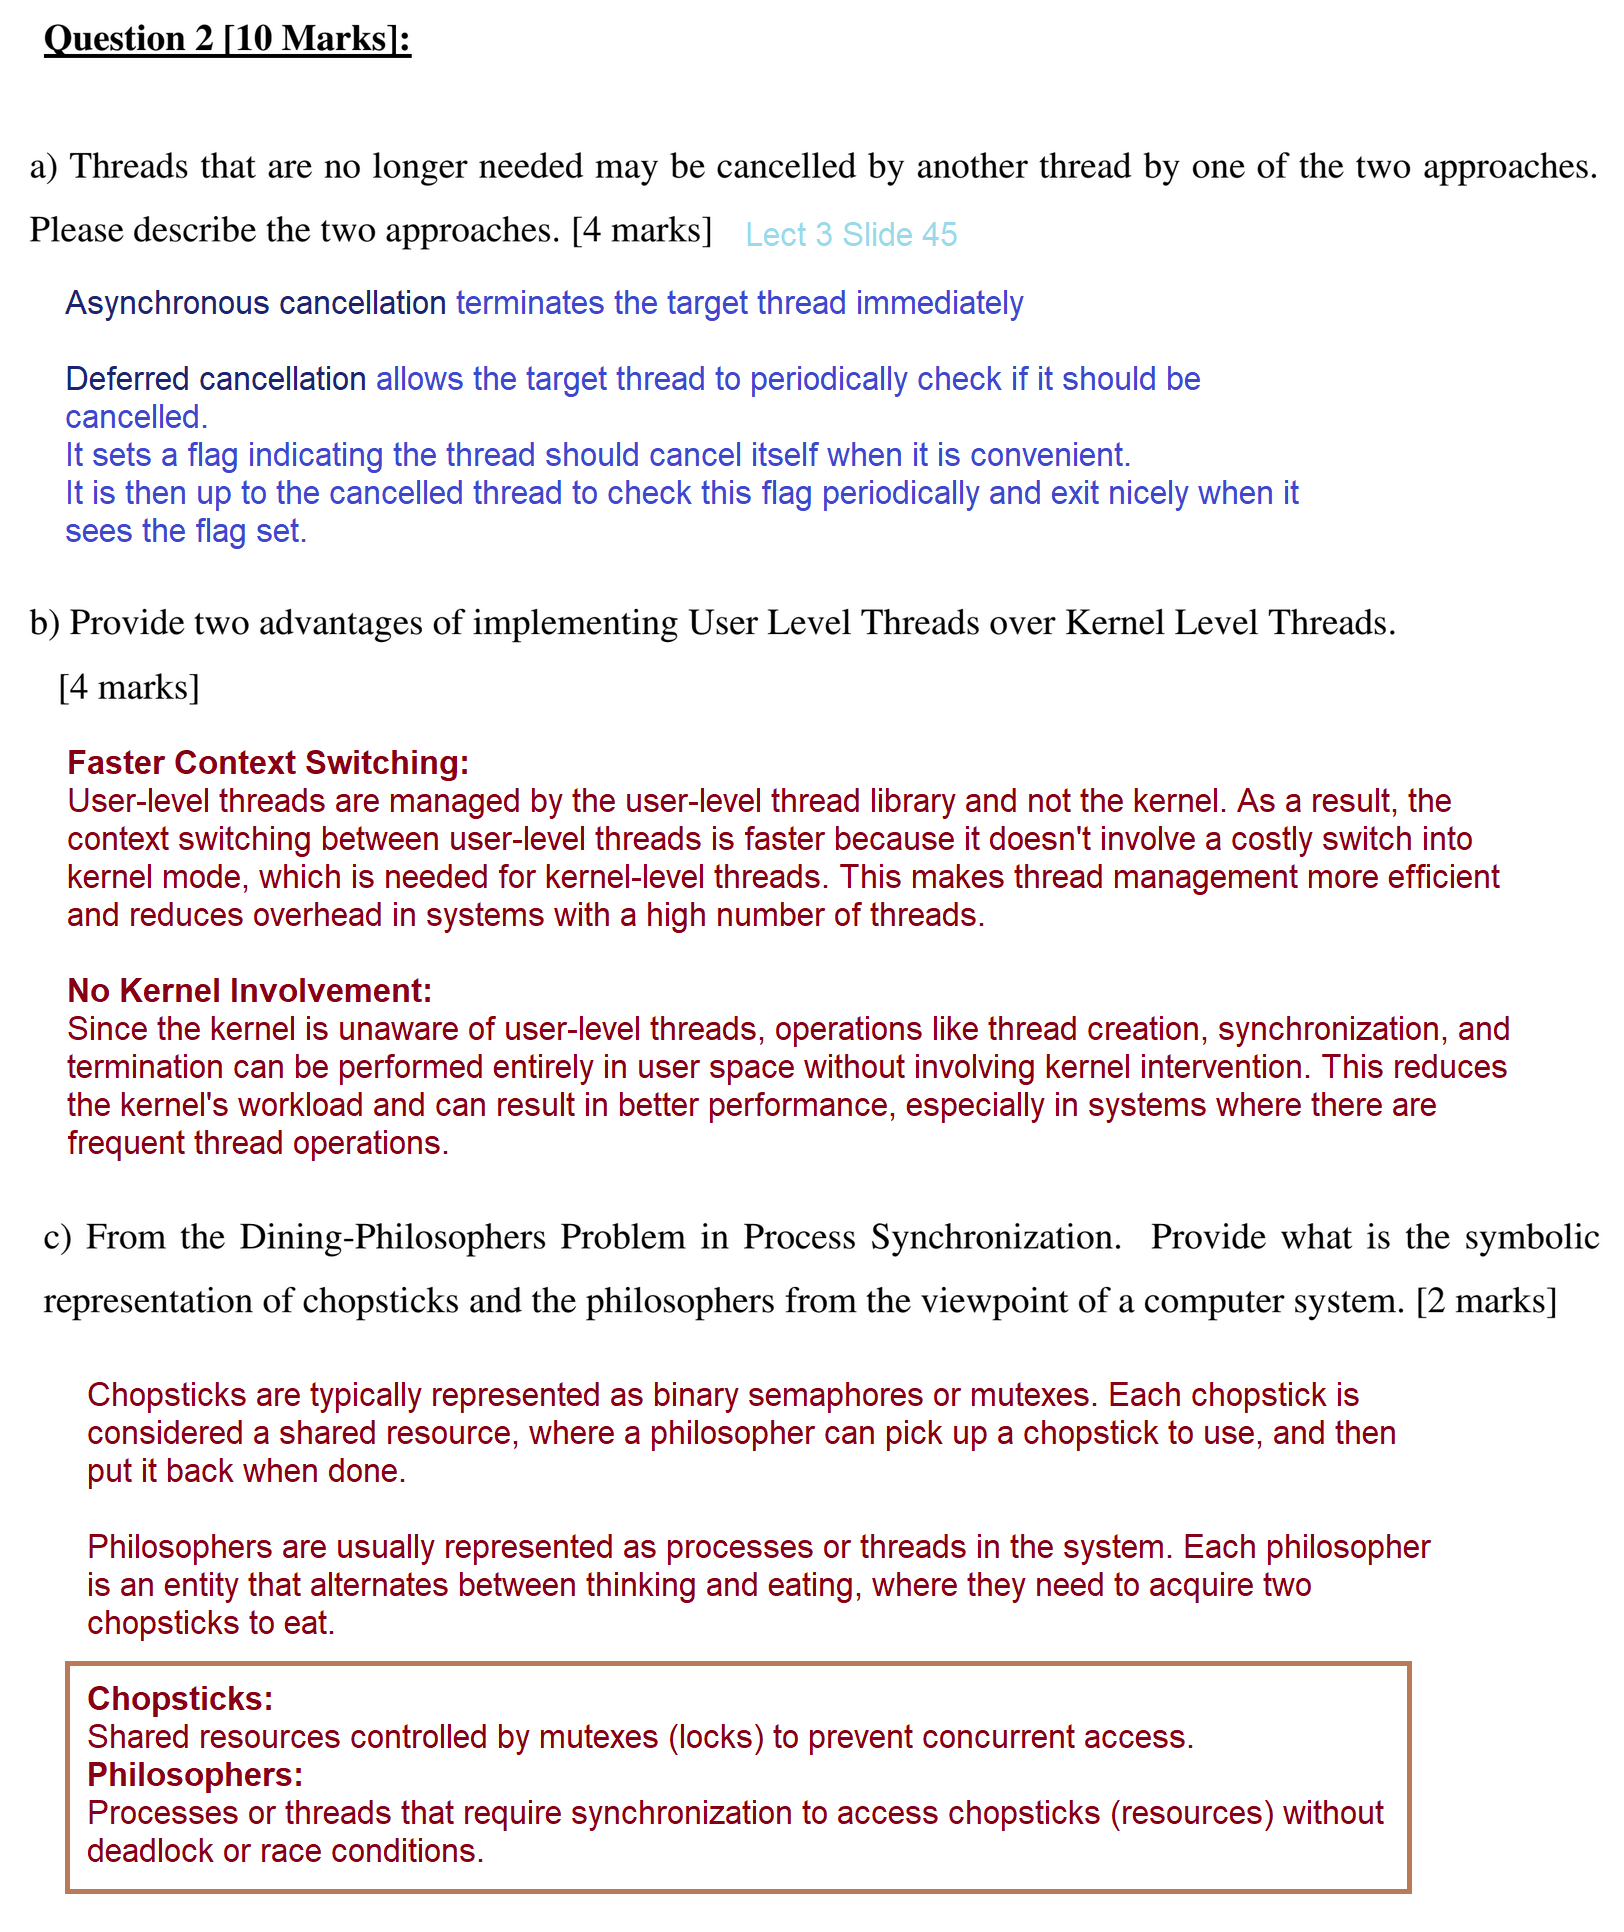 Question 2 [10 Marks]:
a) Threads that are no longer needed may be cancelled by another thread by one of the two approaches.
Please describe the two approaches. [4 marks] Lect 3 Slide 45
Asynchronous cancellation terminates the target thread immediately
Deferred cancellation allows the target thread to periodically check if it should be
cancelled.
It sets a flag indicating the thread should cancel itself when it is convenient.
It is then up to the cancelled thread to check this flag periodically and exit nicely when it
sees the flag set.
b) Provide two advantages of implementing User Level Threads over Kernel Level Threads.
[4 marks]
Faster Context Switching:
User-level threads are managed by the user-level thread library and not the kernel. As a result, the
context switching between user-level threads is faster because it doesn't involve a costly switch into
kernel mode, which is needed for kernel-level threads. This makes thread management more efficient
and reduces overhead in systems with a high number of threads.
No Kernel Involvement:
Since the kernel is unaware of user-level threads, operations like thread creation, synchronization, and
termination can be performed entirely in user space without involving kernel intervention. This reduces
the kernel's workload and can result in better performance, especially in systems where there are
frequent thread operations.
c) From the Dining-Philosophers Problem in Process Synchronization. Provide what is the symbolic
representation of chopsticks and the philosophers from the viewpoint of a computer system. [2 marks]
Chopsticks are typically represented as binary semaphores or mutexes. Each chopstick is
considered a shared resource, where a philosopher can pick up a chopstick to use, and then
put it back when done.
Philosophers are usually represented as processes or threads in the system. Each philosopher
is an entity that alternates between thinking and eating, where they need to acquire two
chopsticks to eat.
Chopsticks:
Shared resources controlled by mutexes (locks) to prevent concurrent access.
Philosophers:
Processes or threads that require synchronization to access chopsticks (resources) without
deadlock or race conditions.